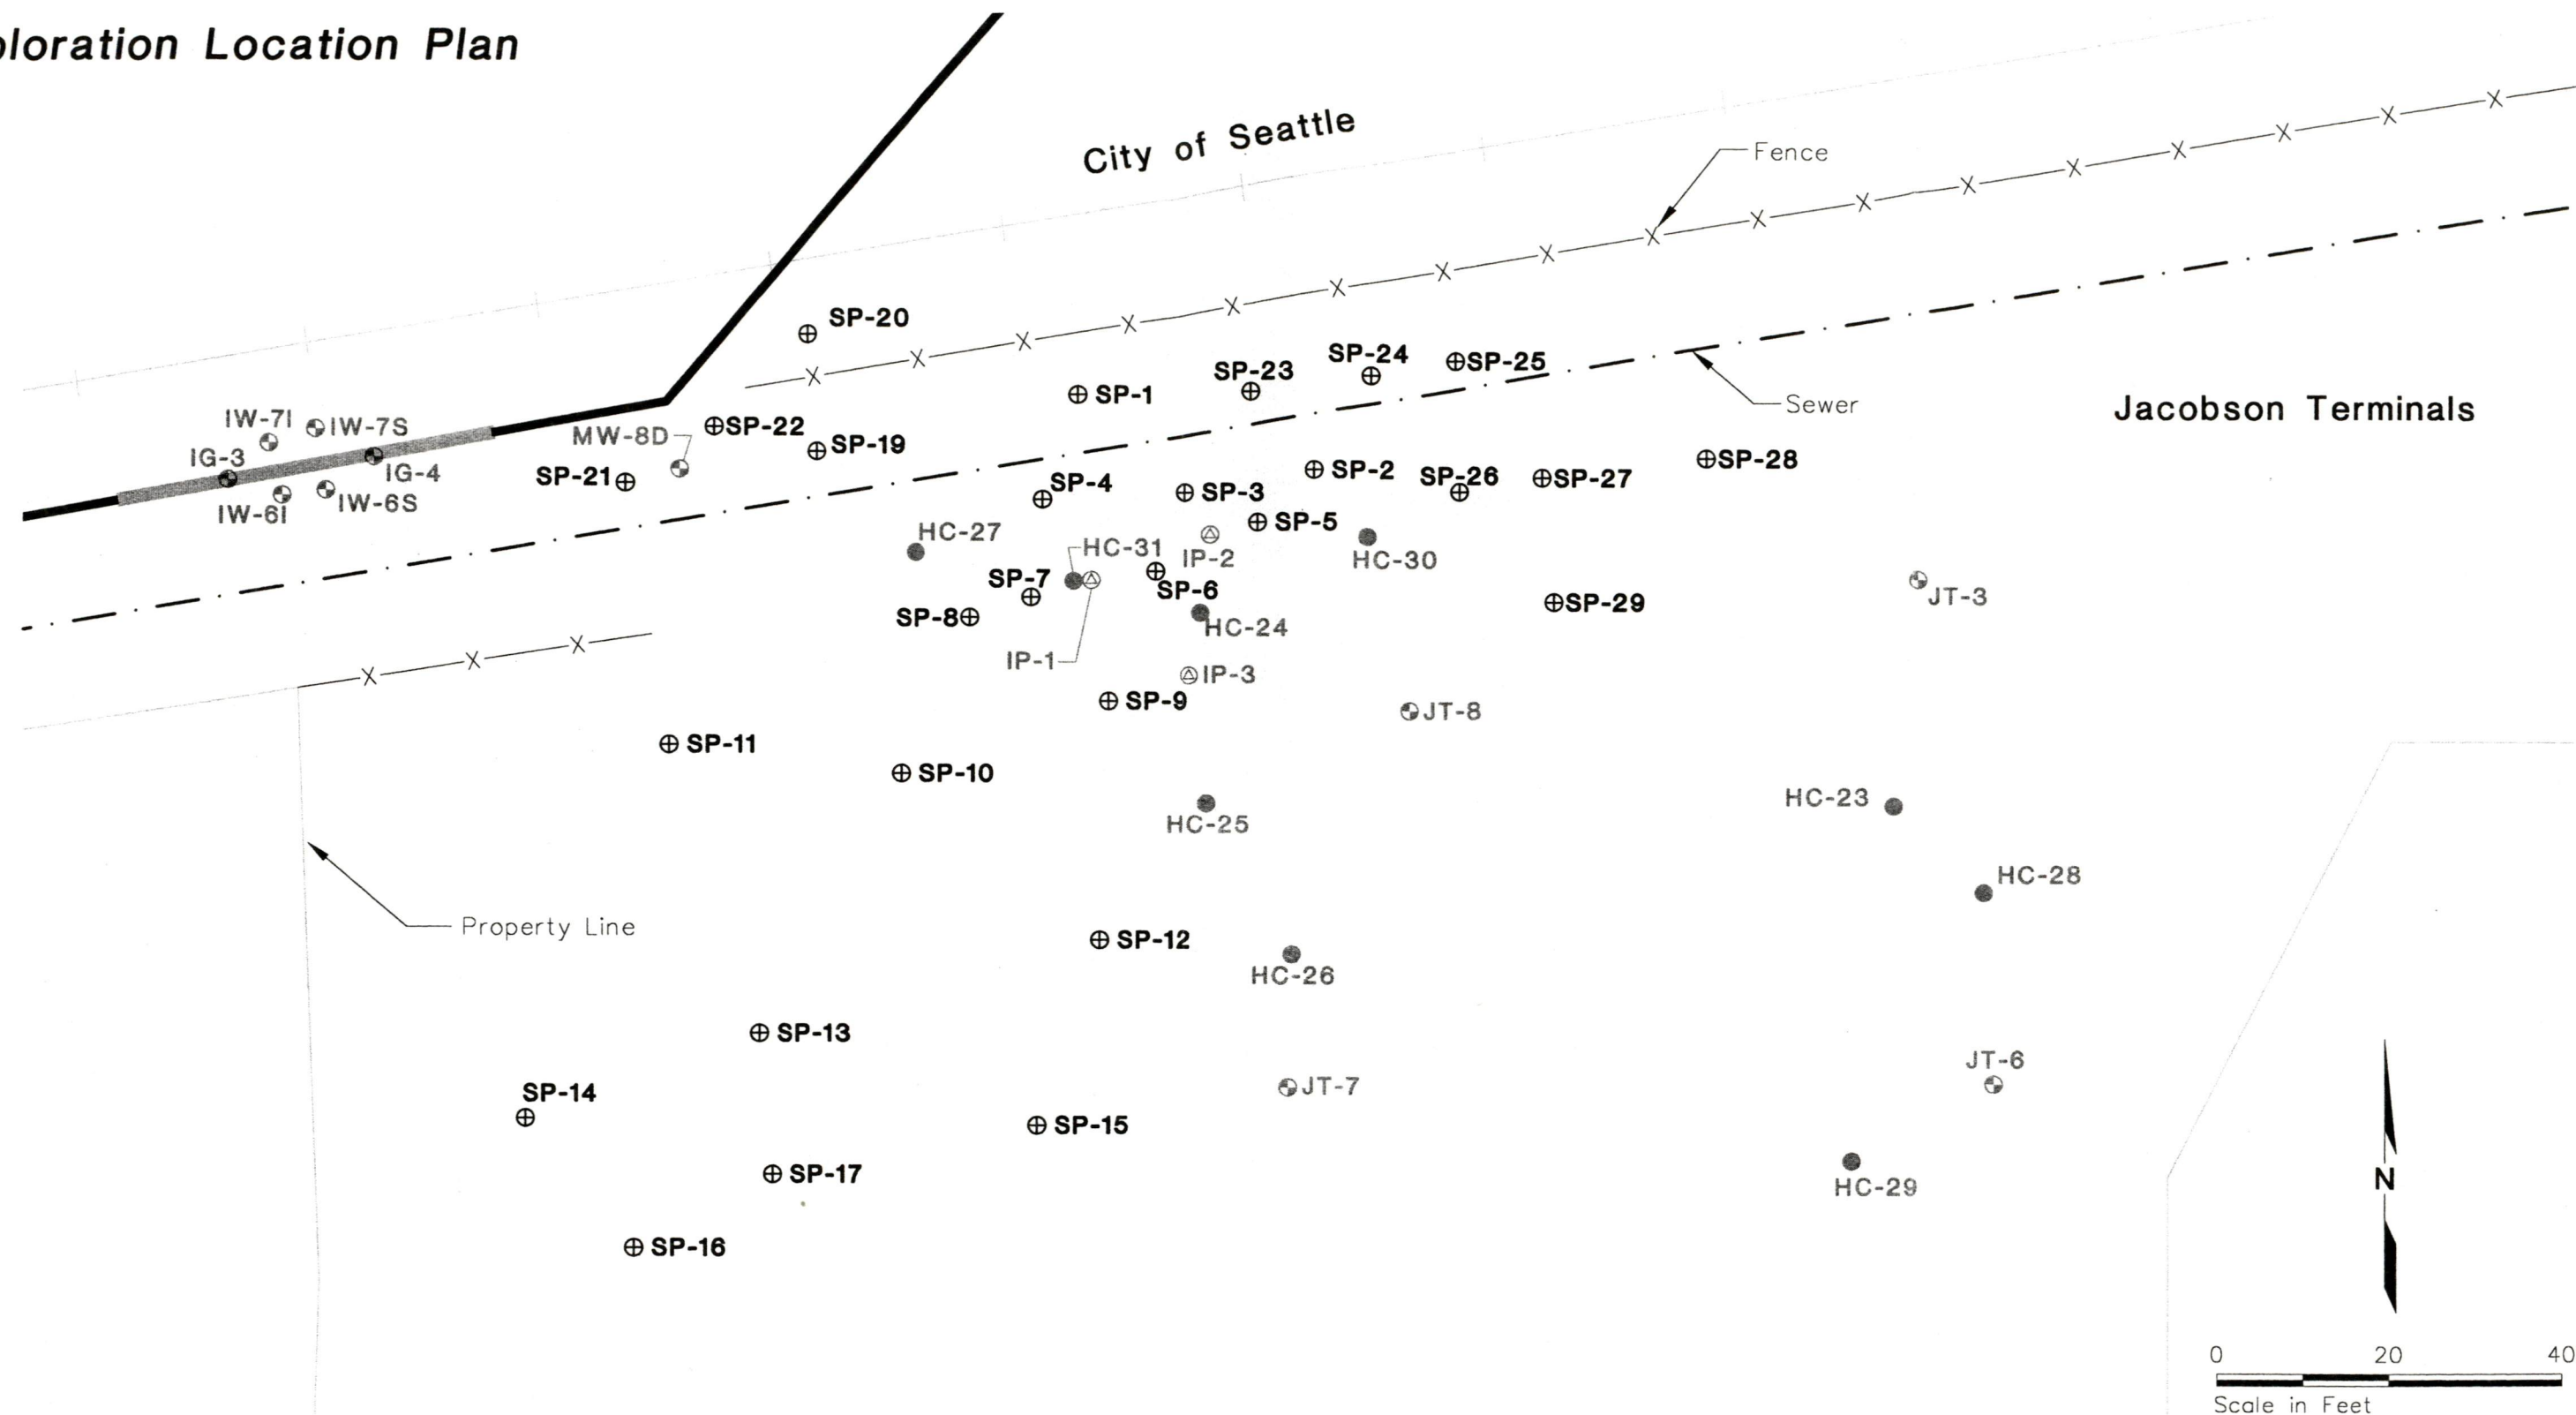 ploration Location Plan
City of Seattle
Fence
SP-20
SP-24
SP-25
SP-23
SP-1
Sewer
Jacobson Terminals
IW-7I
IW-7S
MW-8D
SP-22
SP-19
IG-3
IG-4
SP-21
SP-4
SP-3
SP-2
SP-26
SP-27
SP-28
IW-6I
IW-6S
SP-5
HC-27
HC-31
IP-2
HC-30
SP-7
SP-6
SP-8
HC-24
SP-29
JT-3
IP-1
IP-3
SP-9
JT-8
SP-11
SP-10
HC-25
HC-23
HC-28
Property Line
SP-12
HC-26
SP-13
JT-6
SP-14
JT-7
SP-15
SP-17
HC-29
N
SP-16
0 20 40
Scale in Feet